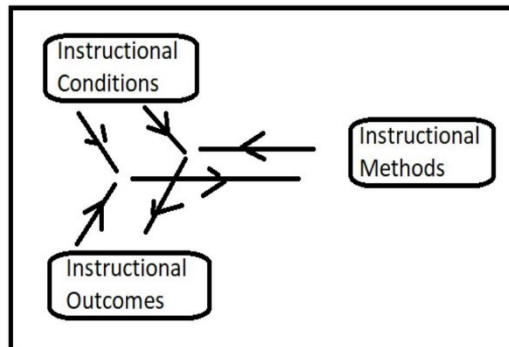 Instructional
Conditions
Instructional
Methods
Instructional
Outcomes